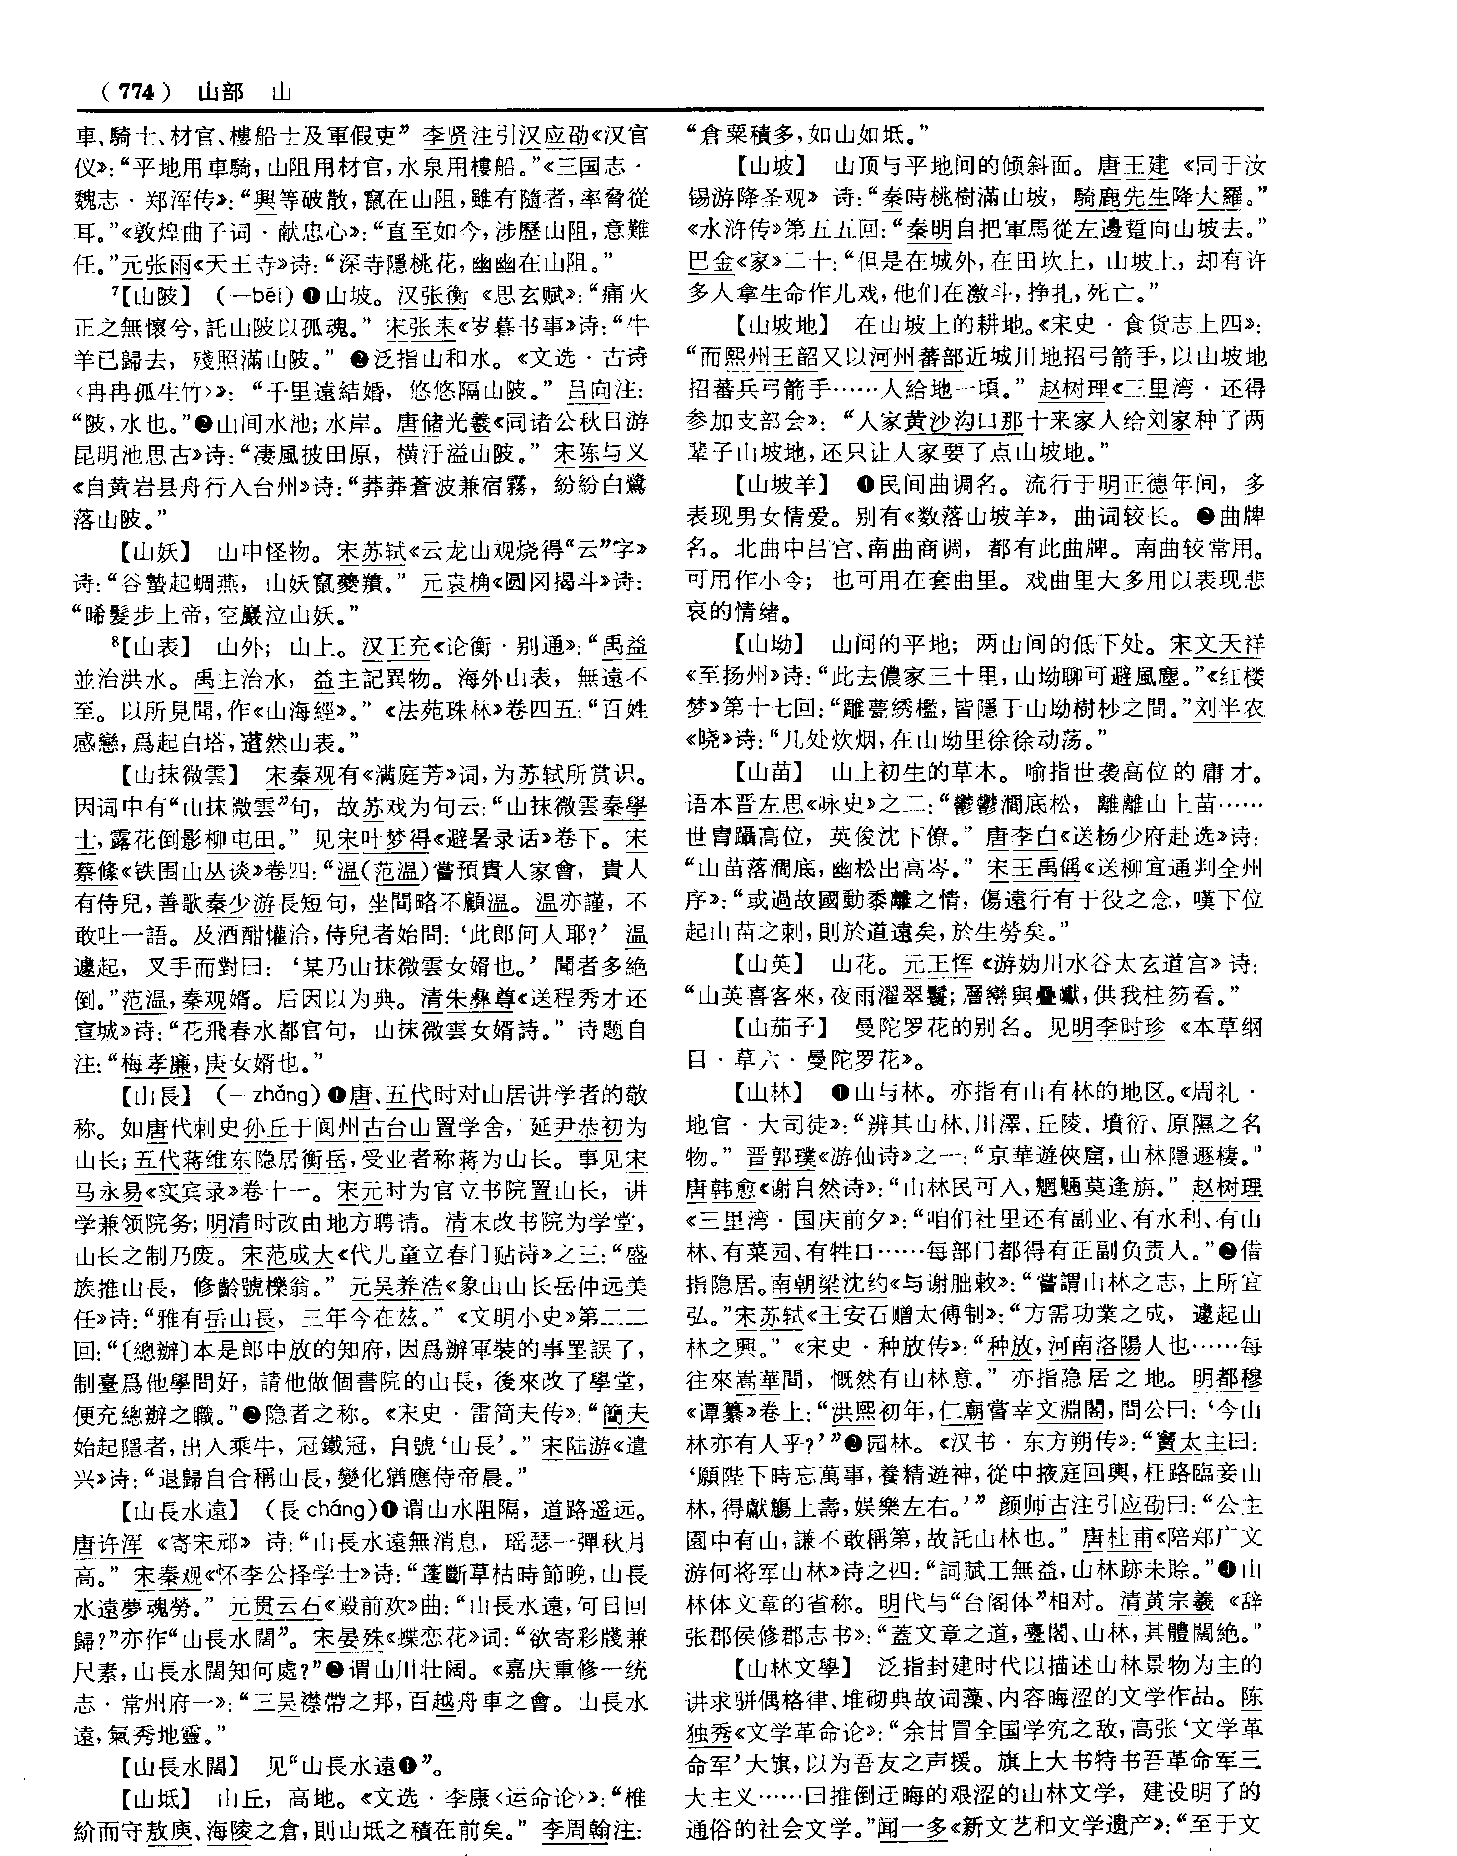 （774） 山部 山
車、騎士、材官、樓船士及軍假吏”李贤注引汉应劭《汉官
仪》：“平地用車騎，山阻用材官，水泉用樓船。”《三国志·
魏志·郑浑传》：“興等破散，竄在山阻，雖有隨者，率脅從
耳。”《敦煌曲子词·献忠心》：“直至如今，涉歷山阻，意難
任。”元张雨《天王寺》诗：“深寺隱桃花，幽幽在山阻。”
7【山陂】 （—bēi）❶山坡。汉张衡《思玄赋》：“痛火
正之無懷兮，託山陂以孤魂。”宋张耒《岁暮书事》诗：“牛
羊已歸去，殘照滿山陂。”❷泛指山和水。《文选·古诗
〈冉冉孤生竹〉》：“千里遠結婚，悠悠隔山陂。”吕向注：
“陂，水也。”❷山间水池；水岸。唐储光羲《同诸公秋日游
昆明池思古》诗：“凄風披田原，横汙溢山陂。”宋陈与义
《自黄岩县舟行入台州》诗：“莽莽蒼波兼宿霧，紛紛白鷺
落山陂。”
【山妖】 山中怪物。宋苏轼《云龙山观烧得“云”字》
诗：“谷蟄起蜩燕，山妖竄夔羵。”元袁桷《圆冈揭斗》诗：
“晞髮步上帝，空巖泣山妖。”
8【山表】 山外；山上。汉王充《论衡·别通》：“禹益
並治洪水。禹主治水，益主記異物。海外山表，無遠不
至。以所見聞，作《山海經》。”《法苑珠林》卷四五：“百姓
感戀，爲起白塔，迢然山表。”
【山抹微雲】 宋秦观有《满庭芳》词，为苏轼所赏识。
因词中有“山抹微雲”句，故苏戏为句云：“山抹微雲秦學
士，露花倒影柳屯田。”见宋叶梦得《避暑录话》卷下。宋
蔡絛《铁围山丛谈》卷四：“温（范温）嘗預貴人家會，貴人
有侍兒，善歌秦少游長短句，坐間略不顧温。温亦謹，不
敢吐一語。及酒酣懽洽，侍兒者始問：‘此郎何人耶？’温
遽起，叉手而對曰：‘某乃山抹微雲女婿也。’聞者多絶
倒。”范温，秦观婿。后因以为典。清朱彝尊《送程秀才还
宣城》诗：“花飛春水都官句，山抹微雲女婿詩。”诗题自
注：“梅孝廉，庚女婿也。”
【山長】 （— zhǎng）❶唐、五代时对山居讲学者的敬
称。如唐代刺史孙丘于阆州古台山置学舍，延尹恭初为
山长；五代蒋维东隐居衡岳，受业者称蒋为山长。事见宋
马永易《实宾录》卷十一。宋元时为官立书院置山长，讲
学兼领院务；明清时改由地方聘请。清末改书院为学堂，
山长之制乃废。宋范成大《代儿童立春门贴诗》之三：“盛
族推山長，修齡號櫟翁。”元吴养浩《象山山长岳仲远美
任》诗：“雅有岳山長，三年今在兹。”《文明小史》第二二
回：“〔總辦〕本是郎中放的知府，因爲辦軍裝的事罣誤了，
制臺爲他學問好，請他做個書院的山長，後來改了學堂，
便充總辦之職。”❷隐者之称。《宋史·雷简夫传》：“簡夫
始起隱者，出入乘牛，冠鐵冠，自號‘山長’。”宋陆游《遣
兴》诗：“退歸自合稱山長，變化猶應侍帝晨。”
【山長水遠】 （長cháng）❶谓山水阻隔，道路遥远。
唐许浑《寄宋邧》诗：“山長水遠無消息，瑶瑟一彈秋月
高。”宋秦观《怀李公择学士》诗：“蓬斷草枯時節晚，山長
水遠夢魂勞。”元贯云石《殿前欢》曲：“山長水遠，何日回
歸？”亦作“山長水闊”。宋晏殊《蝶恋花》词：“欲寄彩牋兼
尺素，山長水闊知何處？”❷谓山川壮阔。《嘉庆重修一统
志·常州府一》：“三吴襟帶之邦，百越舟車之會。山長水
遠，氣秀地靈。”
【山長水闊】 见“山長水遠❶”。
【山坻】 山丘，高地。《文选·李康〈运命论〉》：“椎
紒而守敖庾、海陵之倉，則山坻之積在前矣。”李周翰注：
“倉粟積多，如山如坻。”
【山坡】 山顶与平地间的倾斜面。唐王建《同于汝
锡游降圣观》诗：“秦時桃樹滿山坡，騎鹿先生降大羅。”
《水浒传》第五五回：“秦明自把軍馬從左邊踅向山坡去。”
巴金《家》二十：“但是在城外，在田坎上，山坡上，却有许
多人拿生命作儿戏，他们在激斗，挣扎，死亡。”
【山坡地】 在山坡上的耕地。《宋史·食货志上四》：
“而熙州王韶又以河州蕃部近城川地招弓箭手，以山坡地
招蕃兵弓箭手……人給地一頃。”赵树理《三里湾·还得
参加支部会》：“人家黄沙沟口那十来家人给刘家种了两
辈子山坡地，还只让人家要了点山坡地。”
【山坡羊】 ❶民间曲调名。流行于明正德年间，多
表现男女情爱。别有《数落山坡羊》，曲词较长。❷曲牌
名。北曲中吕宫、南曲商调，都有此曲牌。南曲较常用。
可用作小令；也可用在套曲里。戏曲里大多用以表现悲
哀的情绪。
【山坳】 山间的平地；两山间的低下处。宋文天祥
《至扬州》诗：“此去儂家三十里，山坳聊可避風塵。”《红楼
梦》第十七回：“雕甍綉檻，皆隱于山坳樹杪之間。”刘半农
《晓》诗：“几处炊烟，在山坳里徐徐动荡。”
【山苗】 山上初生的草木。喻指世袭高位的庸才。
语本晋左思《咏史》之二：“鬱鬱澗底松，離離山上苗……
世胄躡高位，英俊沈下僚。”唐李白《送杨少府赴选》诗：
“山苗落澗底，幽松出高岑。”宋王禹偁《送柳宜通判全州
序》：“或過故國動黍離之情，傷遠行有于役之念，嘆下位
起山苗之刺，則於道遠矣，於生勞矣。”
【山英】 山花。元王恽《游妫川水谷太玄道宫》诗：
“山英喜客來，夜雨濯翠鬟；層巒與疊巘，供我柱笏看。”
【山茄子】 曼陀罗花的别名。见明李时珍《本草纲
目·草六·曼陀罗花》。
【山林】 ❶山与林。亦指有山有林的地区。《周礼·
地官·大司徒》：“辨其山林、川澤、丘陵、墳衍、原隰之名
物。”晋郭璞《游仙诗》之一：“京華遊俠窟，山林隱遯棲。”
唐韩愈《谢自然诗》：“山林民可入，魍魎莫逢旃。”赵树理
《三里湾·国庆前夕》：“咱们社里还有副业、有水利、有山
林、有菜园、有牲口……每部门都得有正副负责人。”❷借
指隐居。南朝梁沈约《与谢朏敕》：“嘗謂山林之志，上所宜
弘。”宋苏轼《王安石赠太傅制》：“方需功業之成，遽起山
林之興。”《宋史·种放传》：“种放，河南洛陽人也……每
往來嵩華間，慨然有山林意。”亦指隐居之地。明都穆
《谭纂》卷上：“洪熙初年，仁廟嘗幸文淵閣，問公曰：‘今山
林亦有人乎？’”❷园林。《汉书·东方朔传》：“竇太主曰：
‘願陛下時忘萬事，養精遊神，從中掖庭回輿，枉路臨妾山
林，得獻觴上壽，娱樂左右。’”颜师古注引应劭曰：“公主
園中有山，謙不敢稱第，故託山林也。”唐杜甫《陪郑广文
游何将军山林》诗之四：“詞賦工無益，山林跡未賒。”❹山
林体文章的省称。明代与“台阁体”相对。清黄宗羲《辞
张郡侯修郡志书》：“蓋文章之道，臺閣、山林，其體闊絶。”
【山林文學】 泛指封建时代以描述山林景物为主的
讲求骈偶格律、堆砌典故词藻、内容晦涩的文学作品。陈
独秀《文学革命论》：“余甘冒全国学究之敌，高张‘文学革
命军’大旗，以为吾友之声援。旗上大书特书吾革命军三
大主义……曰推倒迂晦的艰涩的山林文学，建设明了的
通俗的社会文学。”闻一多《新文艺和文学遗产》：“至于文